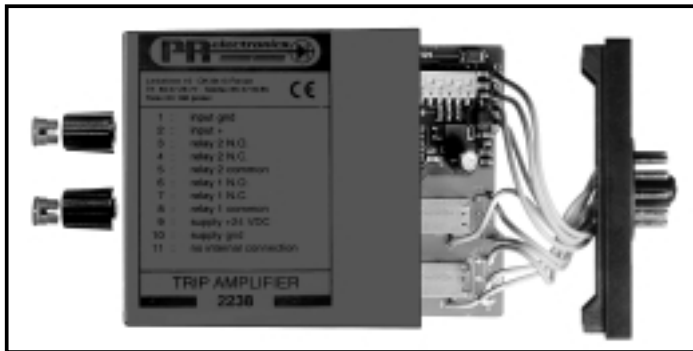 PR electronics
CE
1 : input gnd
2 : input +
3 : relay 2 N.O.
4 : relay 2 N.C.
5 : relay 2 common
6 : relay 1 N.O.
7 : relay 1 N.C.
8 : relay 1 common
9 : supply +24 VDC
10 : supply gnd
11 : no internal connection
TRIP AMPLIFIER
2238